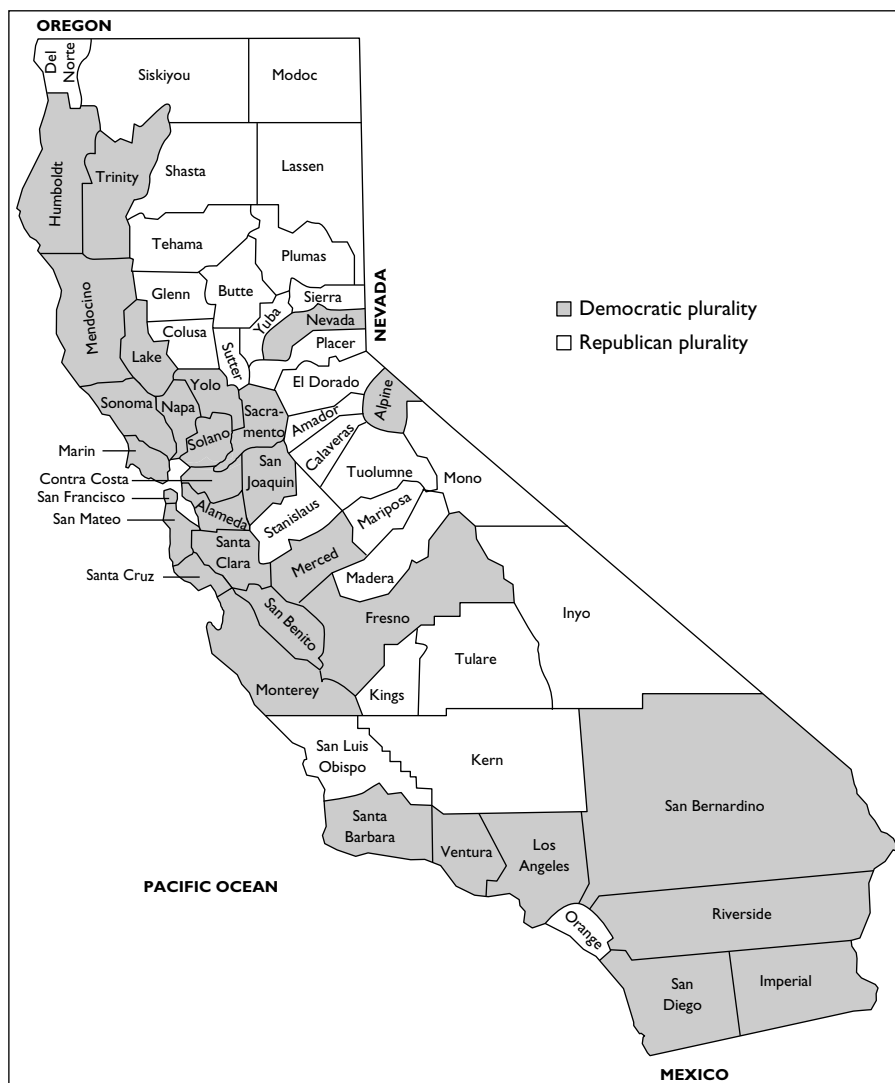 OREGON
Del
Norte
Siskiyou
Modoc
Humboldt
Trinity
Shasta
Lassen
Tehama
Plumas
Mendocino
Glenn
Butte
Yuba
Sierra
NEVADA
Nevada
Colusa
Lake
Sutter
Placer
Democratic plurality
Republican plurality
El Dorado
Yolo
Sonoma
Napa
Sacra-
mento
Alpine
Amador
Solano
Marin
Calaveras
San
Joaquin
Tuolumne
Mono
Contra Costa
San Francisco
San Mateo
Alameda
Stanislaus
Mariposa
Santa
Clara
Santa Cruz
Merced
Madera
San Benito
Fresno
Inyo
Tulare
Monterey
Kings
San Luis
Obispo
Kern
San Bernardino
Santa
Barbara
Ventura
Los
Angeles
PACIFIC OCEAN
Orange
Riverside
San
Diego
Imperial
MEXICO